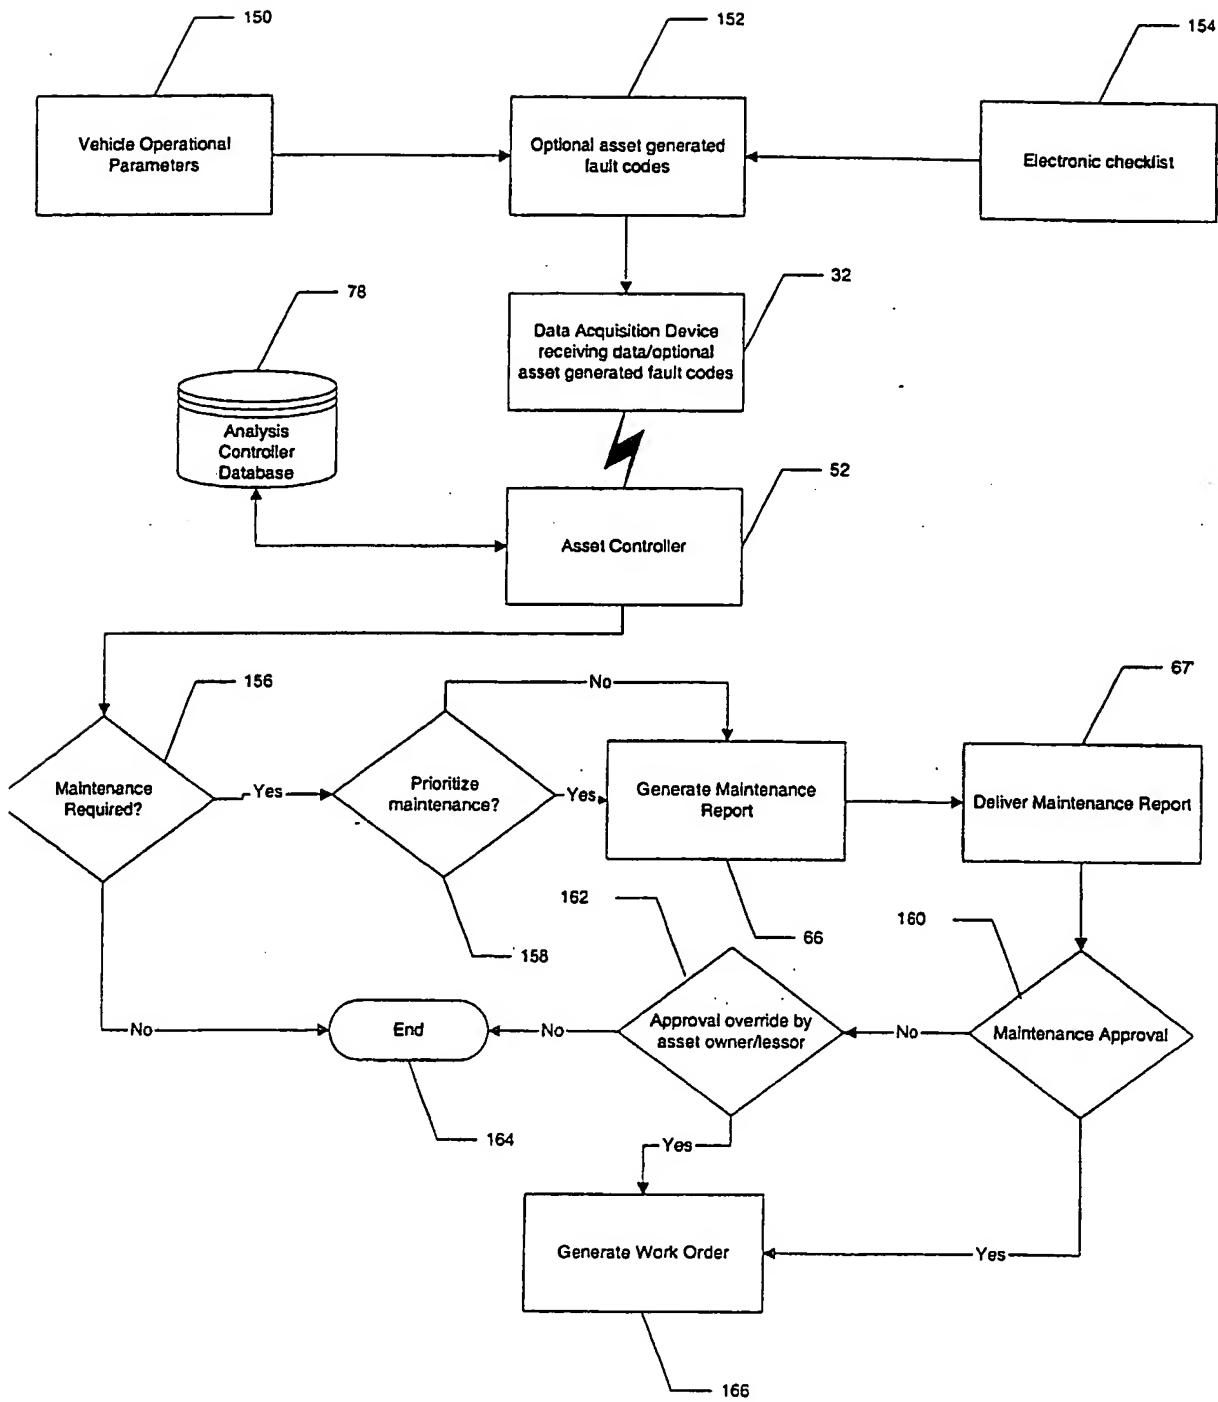 150
152
154
Vehicle Operational
Parameters
Optional asset generated
fault codes
Electronic checklist
78
32
Data Acquisition Device
receiving data/optional
asset generated fault codes
Analysis
Controller
Database
52
Asset Controller
156
No
67
Maintenance
Required?
Yes
Prioritize
maintenance?
Yes
Generate Maintenance
Report
Deliver Maintenance Report
162
160
66
158
No
End
No
Approval override by
asset owner/lessor
No
Maintenance Approval
164
Yes
Generate Work Order
Yes
166